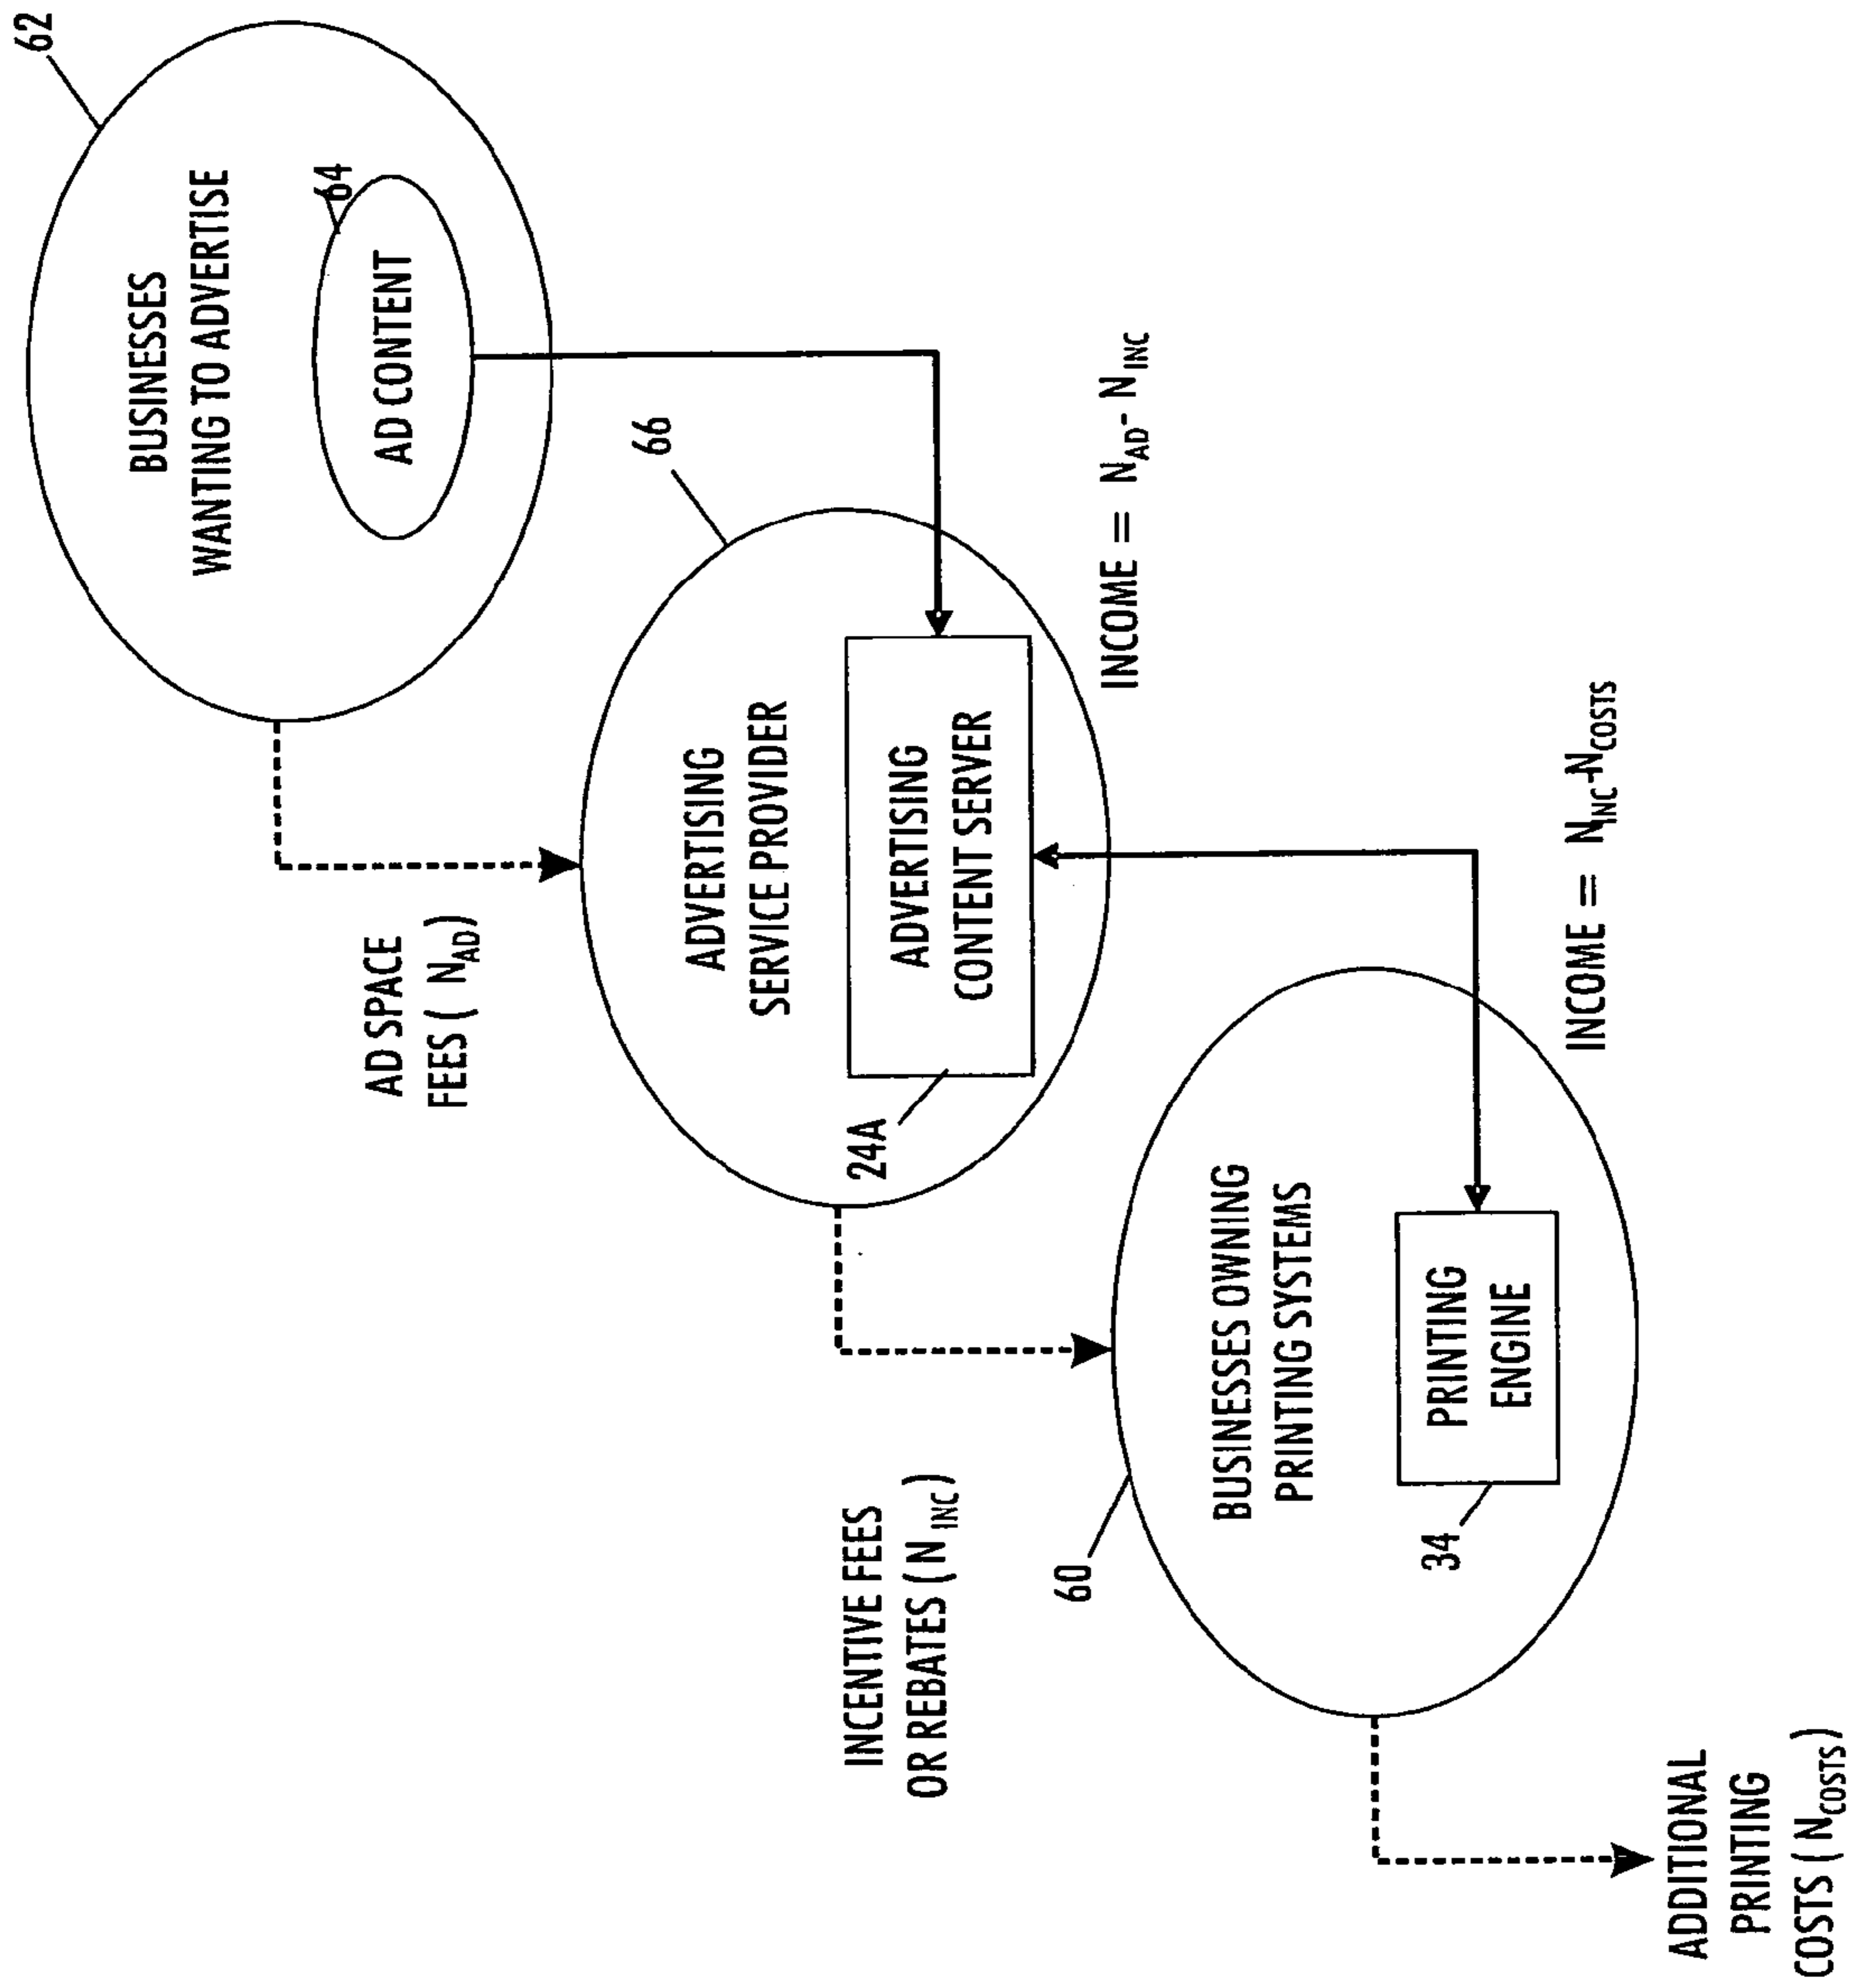 62
BUSINESSES
WANTING TO ADVERTISE
64
AD CONTENT
AD SPACE
FEES ( N_AD)
66
ADVERTISING
SERVICE PROVIDER
ADVERTISING
CONTENT SERVER
24A
INCOME = N_AD- N_INC
INCENTIVE FEES
OR REBATES ( N_INC)
60
BUSINESSES OWNING
PRINTING SYSTEMS
PRINTING
ENGINE
34
INCOME = N_INC-N_COSTS
ADDITIONAL
PRINTING
COSTS ( N_COSTS)